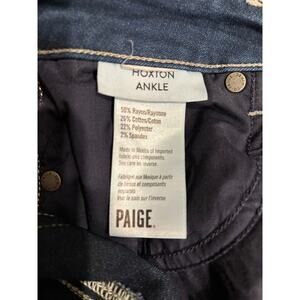 HOXTON
ANKLE
50% Rayon/Rayonne
26% Cotton/Coton
22% Polyester
2% Spandex
Made in Mexico of imported
fabric and components.
See care on reverse.
Fabriqué aux Mexique à partir
de tissus et composants
importés
Voir le soin sur l'inverse
PAIGE.